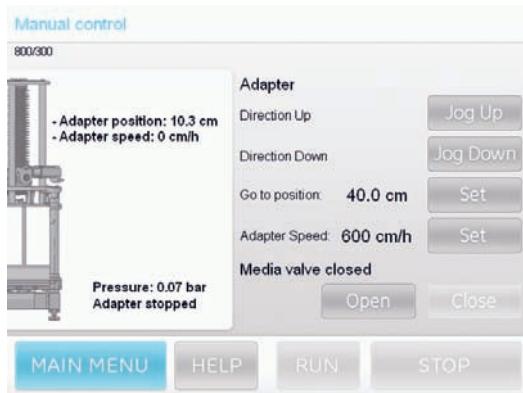 Manual control
800/300
- Adapter position: 10.3 cm
- Adapter speed: 0 cm/h
Pressure: 0.07 bar
Adapter stopped
Adapter
Direction Up
Jog Up
Direction Down
Jog Down
Go to position: 40.0 cm
Set
Adapter Speed: 600 cm/h
Set
Media valve closed
Open
Close
MAIN MENU
HELP
RUN
STOP